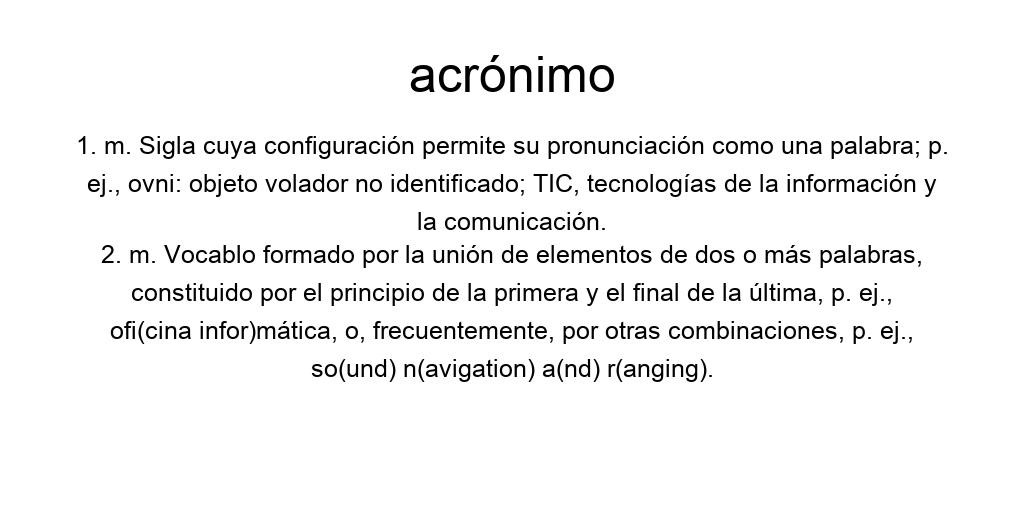 acrónimo
1. m. Sigla cuya configuración permite su pronunciación como una palabra; p.
ej., ovni: objeto volador no identificado; TIC, tecnologías de la información y
la comunicación.
2. m. Vocablo formado por la unión de elementos de dos o más palabras,
constituido por el principio de la primera y el final de la última, p. ej.,
ofi(cina infor)mática, o, frecuentemente, por otras combinaciones, p. ej.,
so(und) n(avigation) a(nd) r(anging).